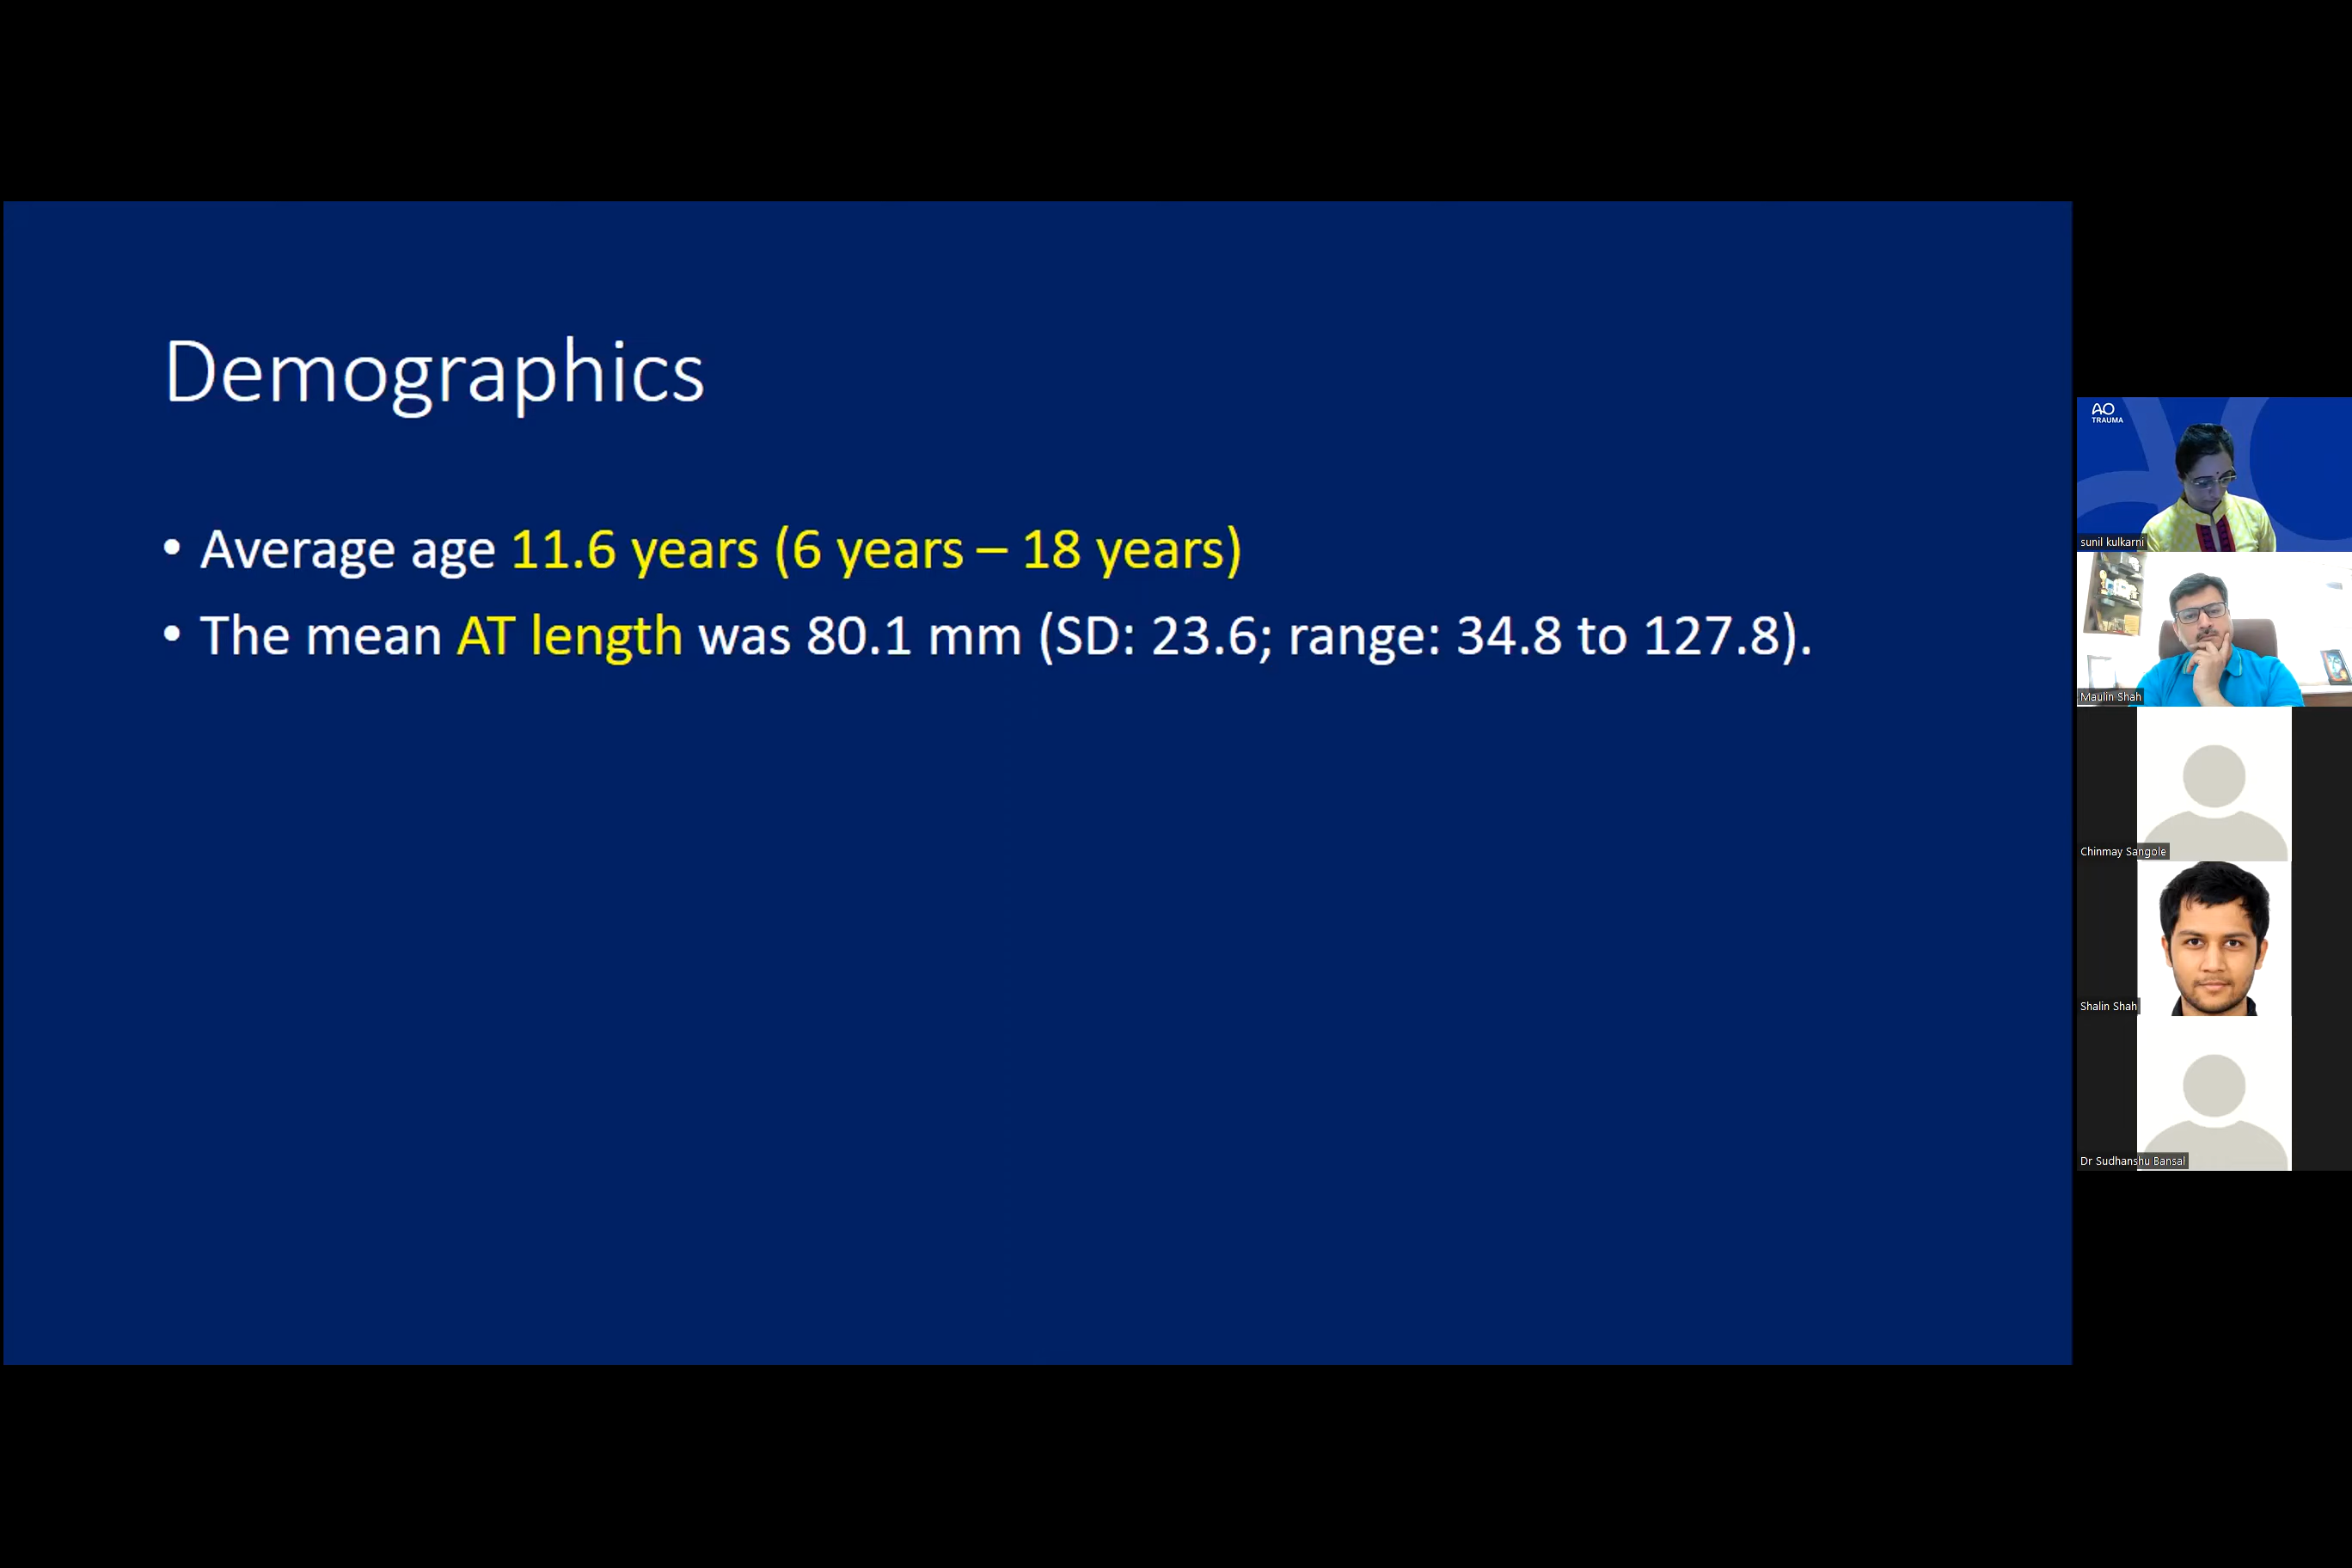 Demographics
• Average age 11.6 years (6 years – 18 years)
• The mean AT length was 80.1 mm (SD: 23.6; range: 34.8 to 127.8).
AO
TRAUMA
sunil kulkarni
Maulin Shah
Chinmay Sangole
Shalin Shah
Dr Sudhanshu Bansal